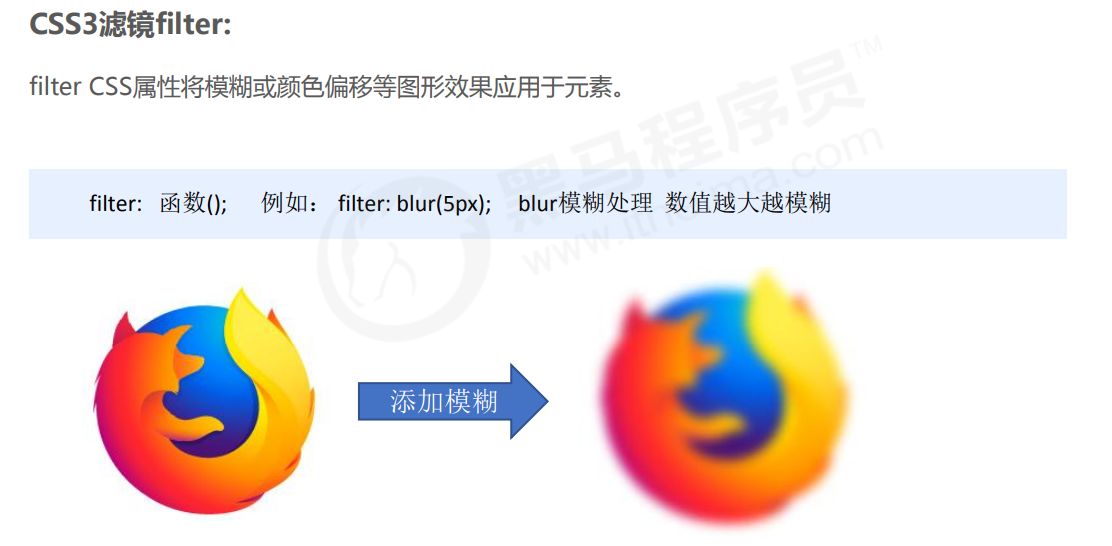 CSS3滤镜filter:
filter CSS属性将模糊或颜色偏移等图形效果应用于元素。
黑马程序员™
www.itheima.com
filter: 函数(); 例如： filter: blur(5px); blur模糊处理 数值越大越模糊
添加模糊